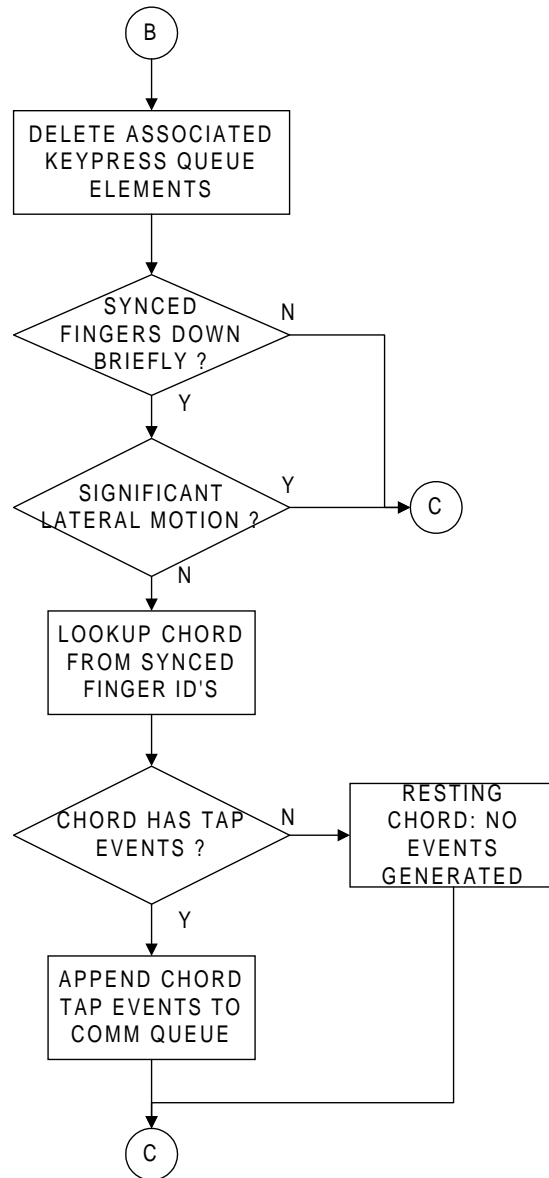 B
DELETE ASSOCIATED
KEYPRESS QUEUE
ELEMENTS
SYNCED
FINGERS DOWN
BRIEFLY ?
N
Y
SIGNIFICANT
LATERAL MOTION ?
Y
C
N
LOOKUP CHORD
FROM SYNCED
FINGER ID'S
CHORD HAS TAP
EVENTS ?
N
RESTING
CHORD: NO
EVENTS
GENERATED
Y
APPEND CHORD
TAP EVENTS TO
COMM QUEUE
C